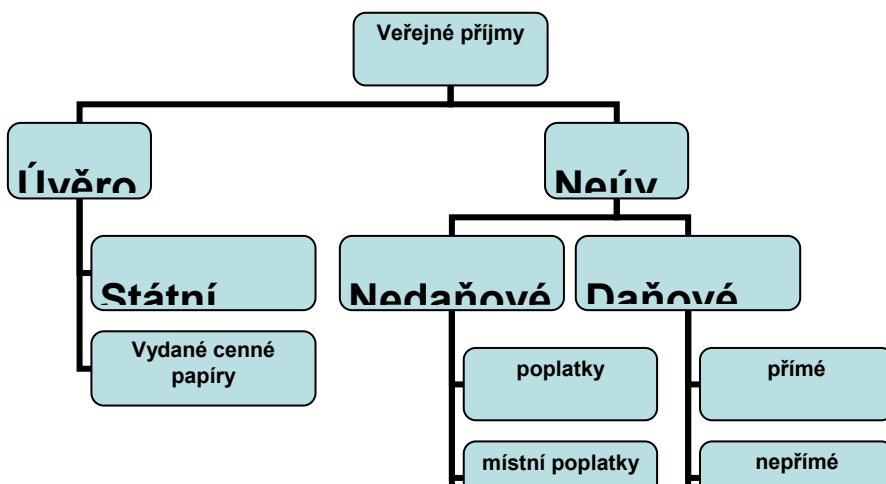 Veřejné příjmy
Úvěro
Neúv
Státní
Nedaňové
Daňové
Vydané cenné
papíry
poplatky
přímé
místní poplatky
nepřímé